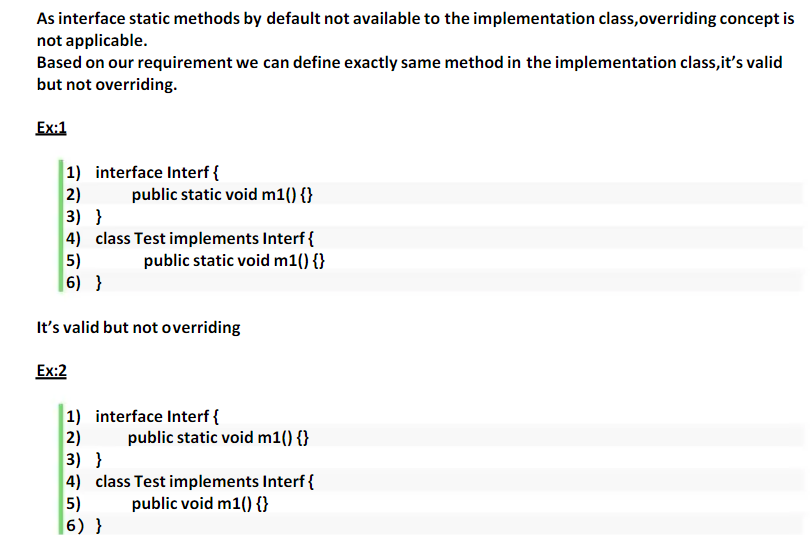 As interface static methods by default not available to the implementation class,overriding concept is
not applicable.
Based on our requirement we can define exactly same method in the implementation class,it's valid
but not overriding.
Ex:1
1) interface Interf {
2) public static void m1() {}
3) }
4) class Test implements Interf {
5) public static void m1() {}
6) }
It's valid but not overriding
Ex:2
1) interface Interf {
2) public static void m1() {}
3) }
4) class Test implements Interf {
5) public void m1() {}
6) }